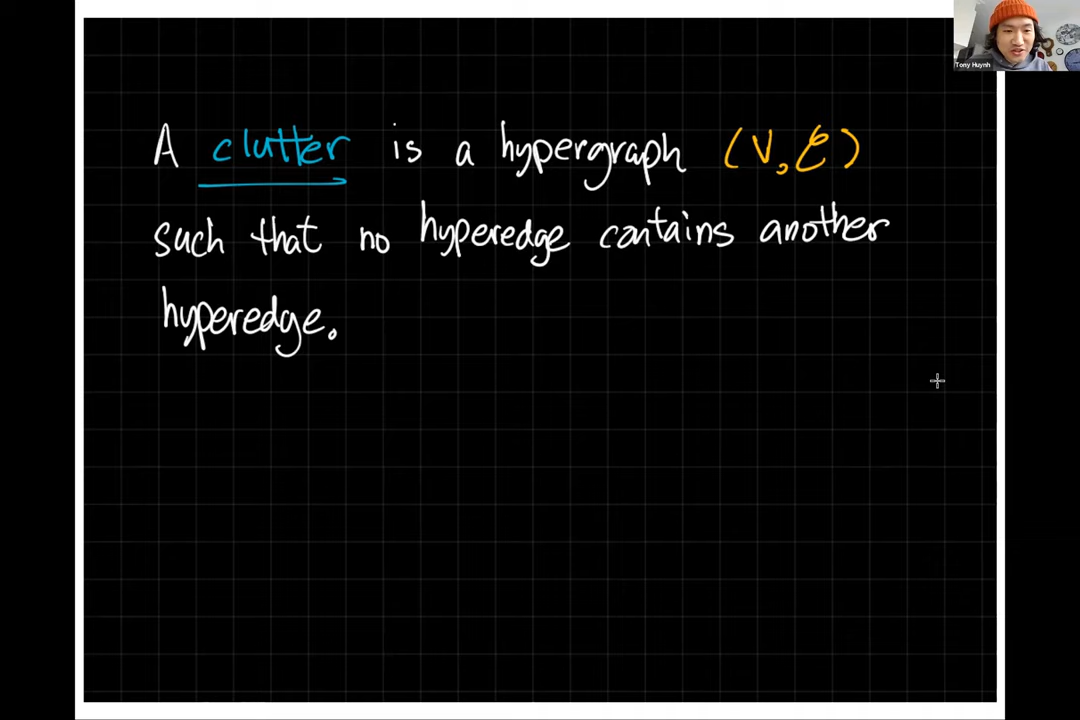 A clutter is a hypergraph (V, ℰ)
such that no hyperedge contains another
hyperedge.
Tony Huynh